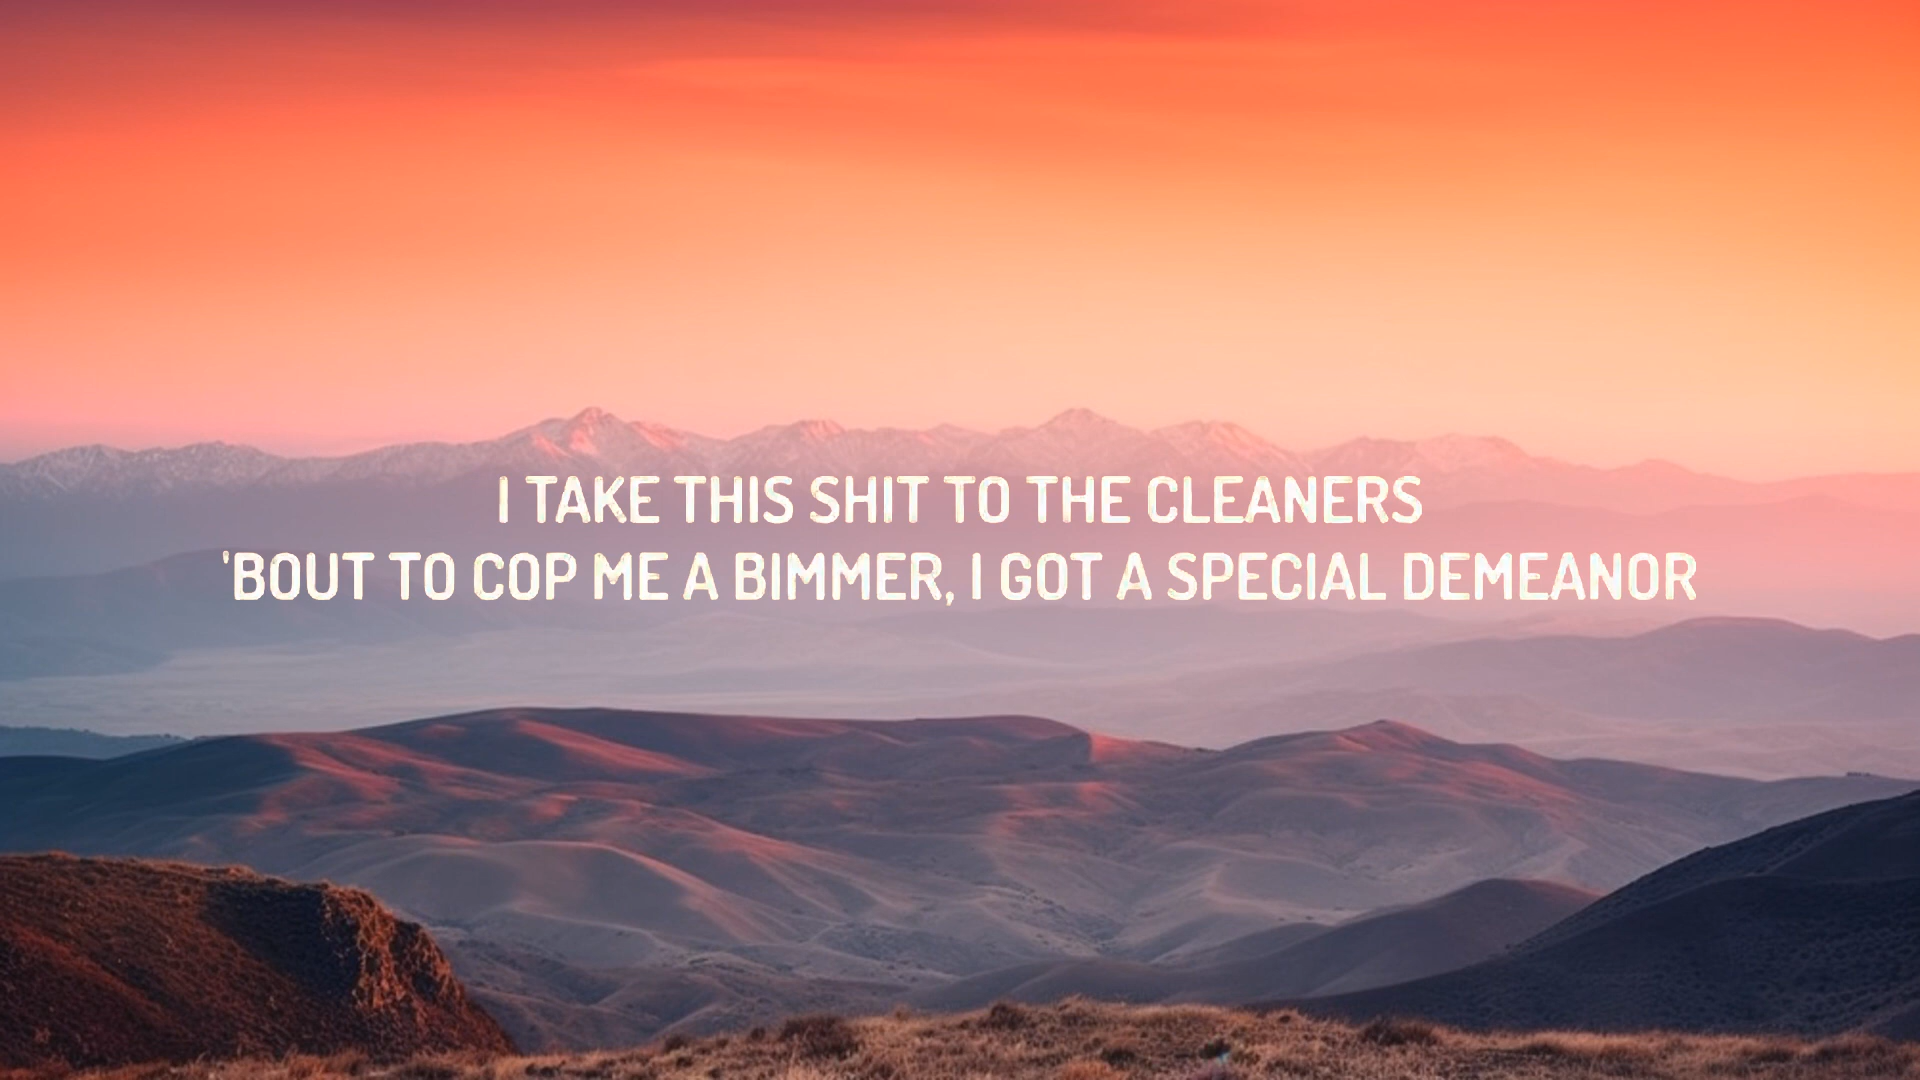 I TAKE THIS SHIT TO THE CLEANERS
'BOUT TO COP ME A BIMMER, I GOT A SPECIAL DEMEANOR